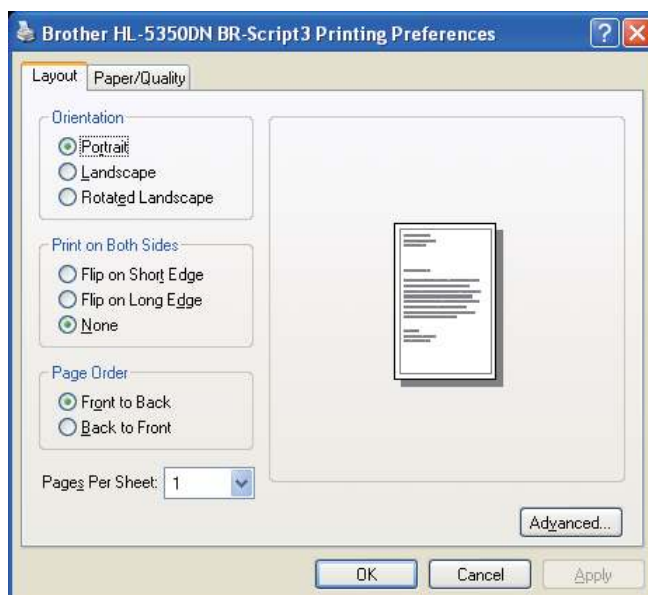 Brother HL-5350DN BR-Script3 Printing Preferences
Layout Paper/Quality
Orientation
Portrait
Landscape
Rotated Landscape
Print on Both Sides
Flip on Short Edge
Flip on Long Edge
None
Page Order
Front to Back
Back to Front
Pages Per Sheet: 1
Advanced...
OK Cancel Apply